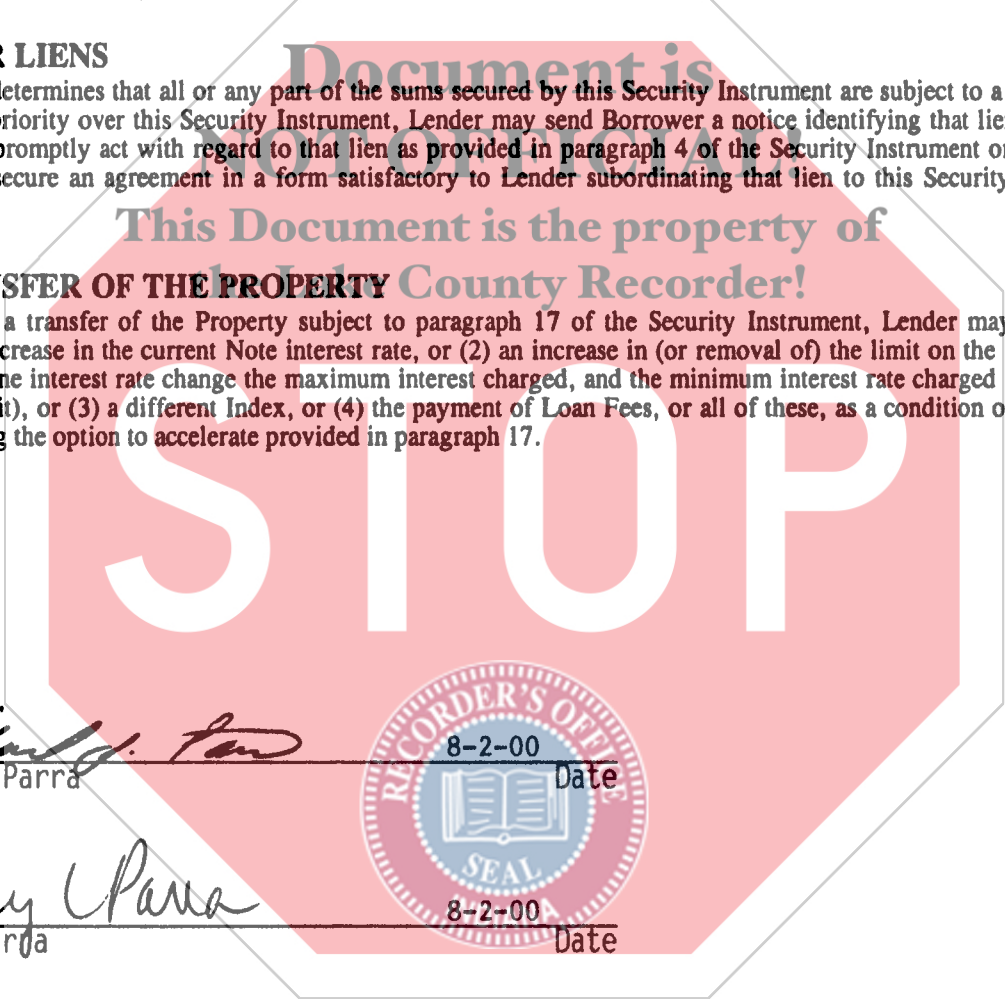 R LIENS
etermines that all or any part of the sums secured by this Security Instrument are subject to a
riority over this Security Instrument, Lender may send Borrower a notice identifying that lie
promptly act with regard to that lien as provided in paragraph 4 of the Security Instrument or
secure an agreement in a form satisfactory to Lender subordinating that lien to this Security
Document is
NOT OFFICIAL!
This Document is the property of
the Lake County Recorder!
SFER OF THE PROPERTY
a transfer of the Property subject to paragraph 17 of the Security Instrument, Lender may
crease in the current Note interest rate, or (2) an increase in (or removal of) the limit on the
ne interest rate change the maximum interest charged, and the minimum interest rate charged
it), or (3) a different Index, or (4) the payment of Loan Fees, or all of these, as a condition o
g the option to accelerate provided in paragraph 17.
STOP
RECORDER'S OFFICE
SEAL
8-2-00
Parra Date
y Parra 8-2-00
Date